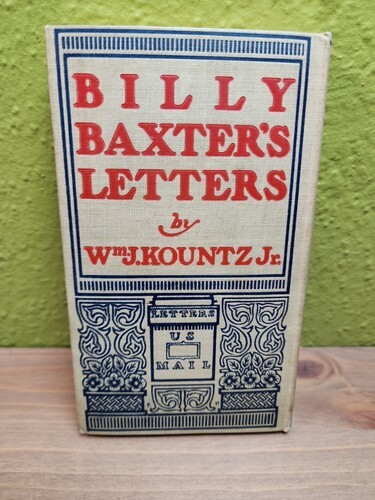 BILLY
BAXTER'S
LETTERS
by
Wm J. KOUNTZ Jr.
LETTERS
US
MAIL